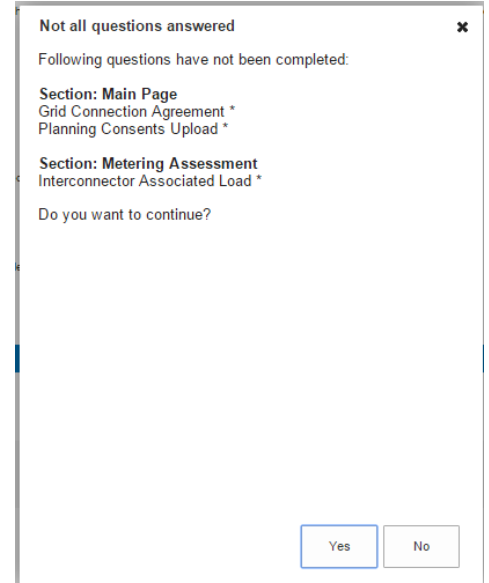 Not all questions answered
Following questions have not been completed:
Section: Main Page
Grid Connection Agreement *
Planning Consents Upload *
Section: Metering Assessment
Interconnector Associated Load *
Do you want to continue?
Yes
No